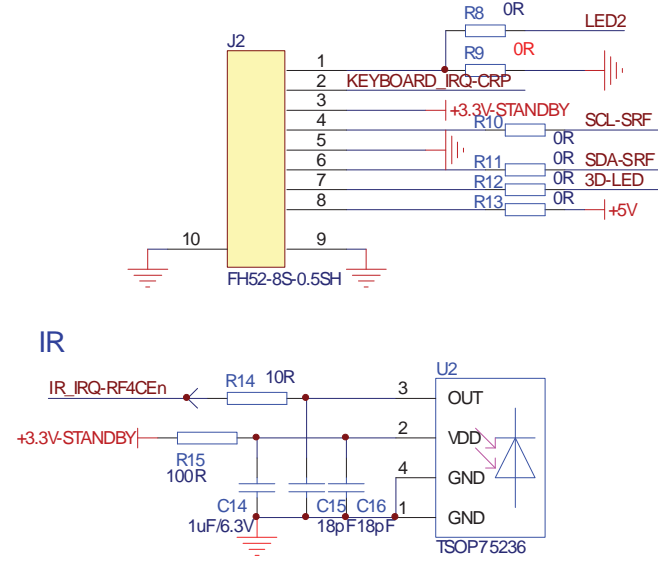 R8 0R LED2
J2 R9 0R
1
2 KEYBOARD_IRQ-CRP
3 +3.3V-STANDBY
4 R10 0R SCL-SRF
5
6 R11 0R SDA-SRF
7 R12 0R 3D-LED
8 R13 +5V
10 9
FH52-8S-0.5SH
IR
U2
IR_IRQ-RF4CEn R14 10R 3 OUT
+3.3V-STANDBY R15 100R 2 VDD
4 GND
C14 C15 C16 1 GND
1uF/6.3V 18pF 18pF
TSOP75236